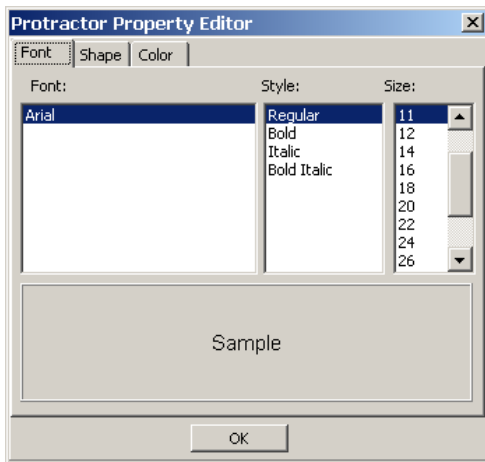 Protractor Property Editor
Font Shape Color
Font: Style: Size:
Arial Regular 11
Bold 12
Italic 14
Bold Italic 16
18
20
22
24
26
Sample
OK